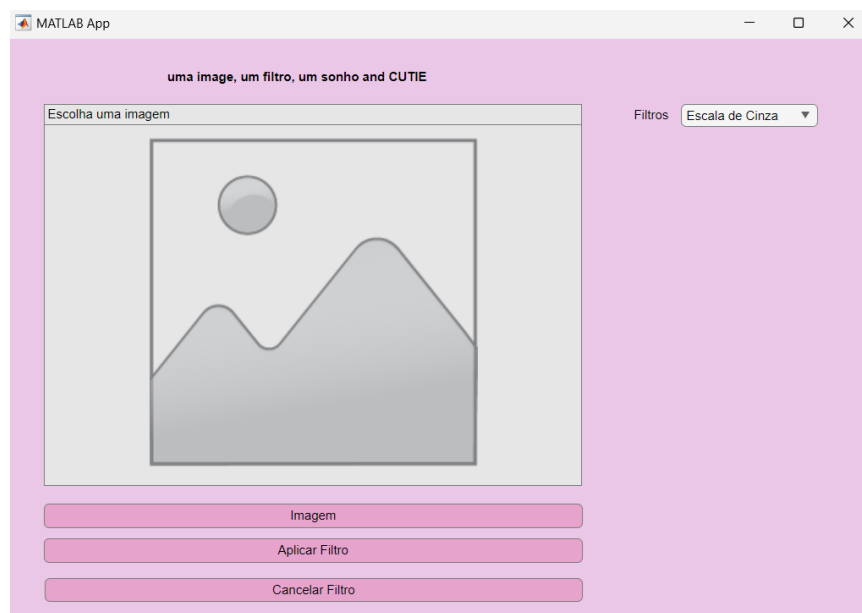 MATLAB App
uma image, um filtro, um sonho and CUTIE
Escolha uma imagem
Filtros Escala de Cinza
Imagem
Aplicar Filtro
Cancelar Filtro